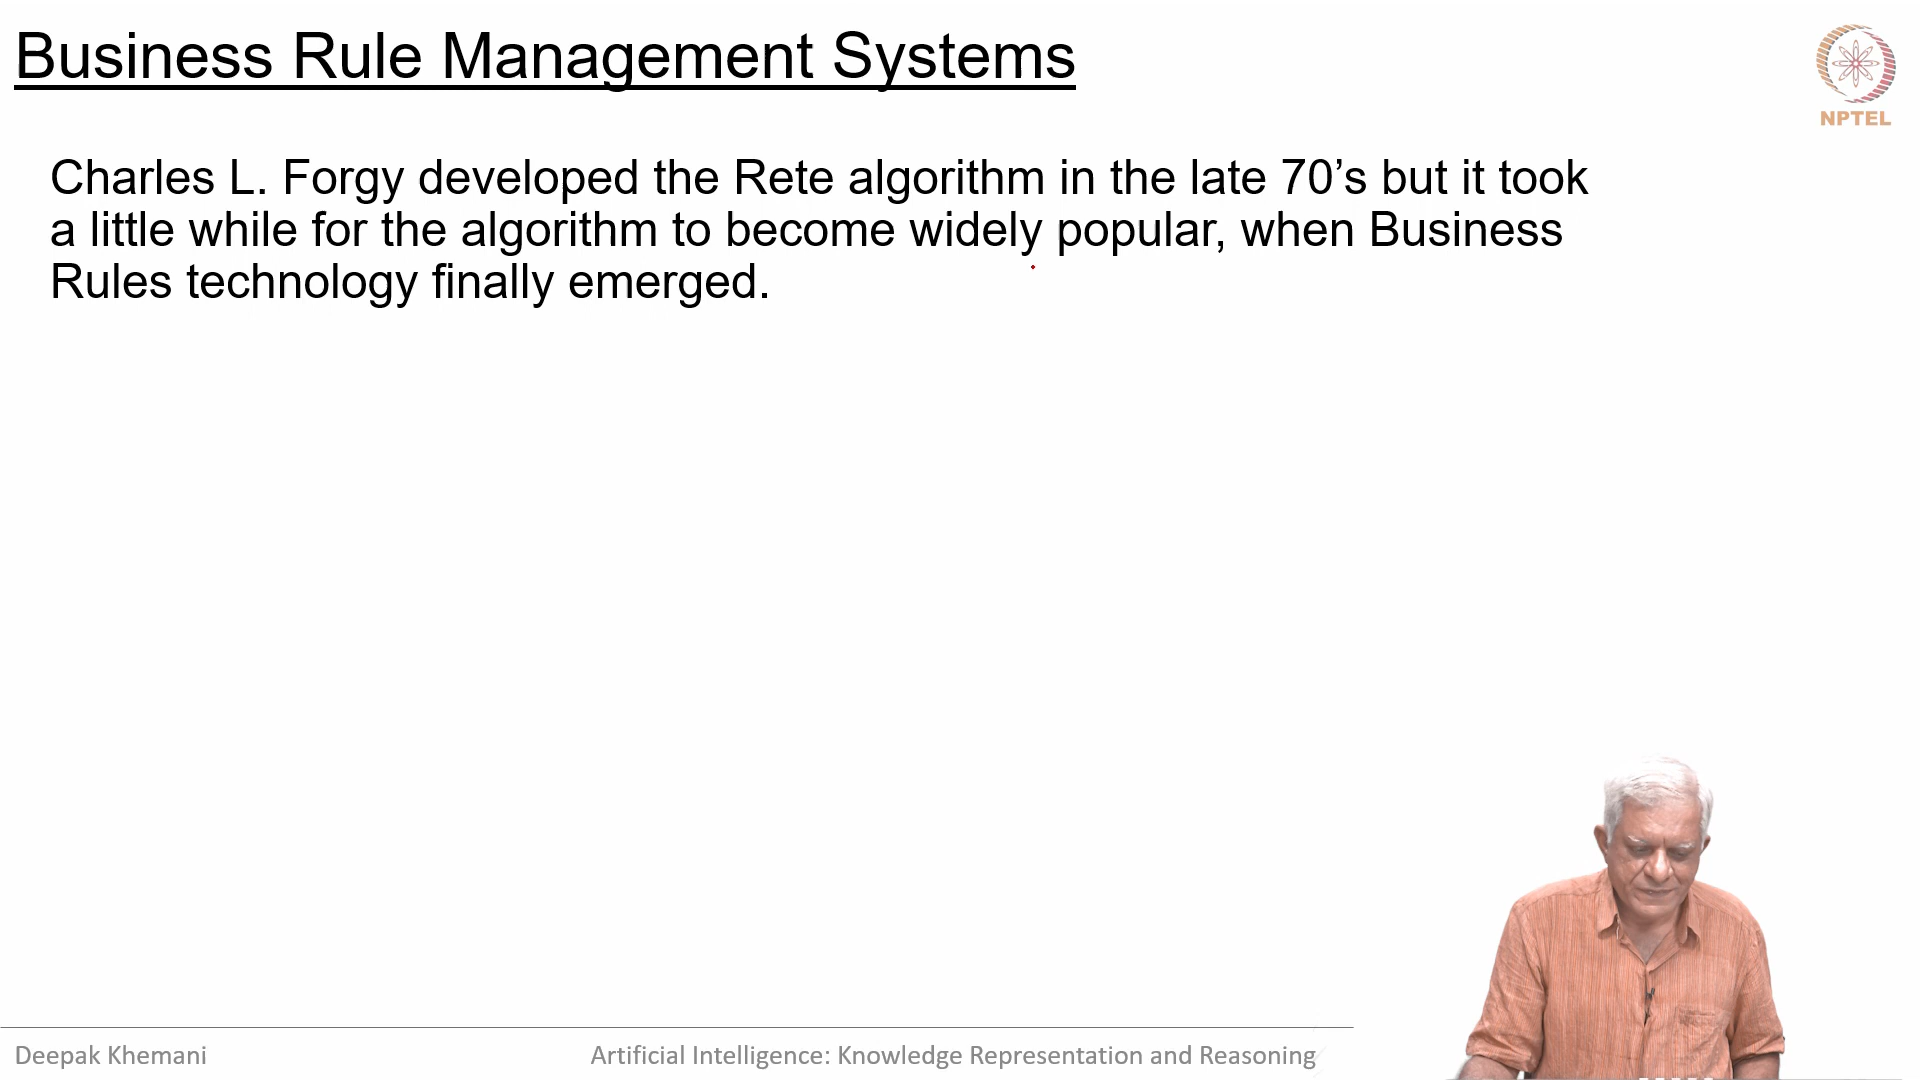 Business Rule Management Systems
NPTEL
Charles L. Forgy developed the Rete algorithm in the late 70’s but it took
a little while for the algorithm to become widely popular, when Business
Rules technology finally emerged.
Deepak Khemani
Artificial Intelligence: Knowledge Representation and Reasoning